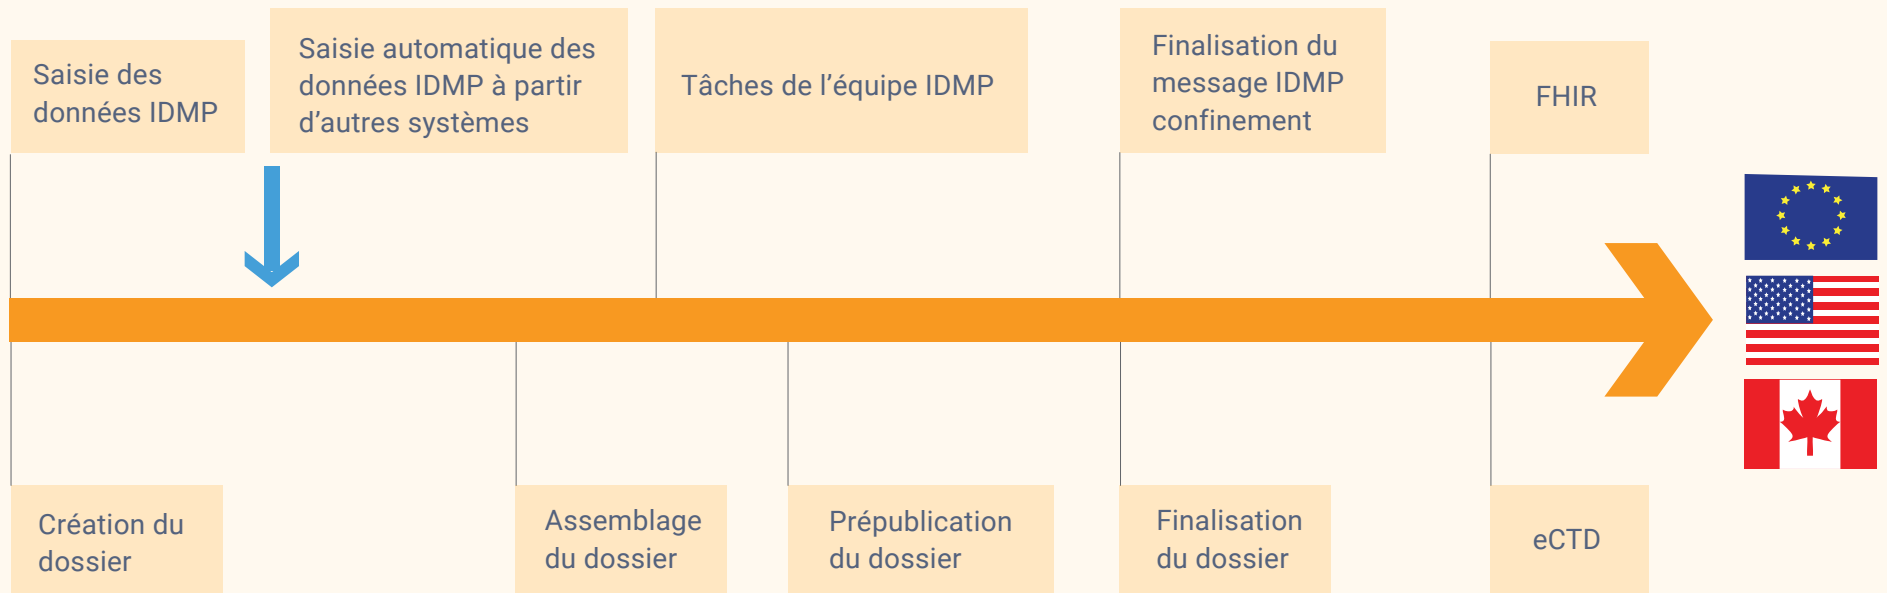 Saisie des
données IDMP
Saisie automatique des
données IDMP à partir
d’autres systèmes
Tâches de l’équipe IDMP
Finalisation du
message IDMP
confinement
FHIR
Création du
dossier
Assemblage
du dossier
Prépublication
du dossier
Finalisation
du dossier
eCTD